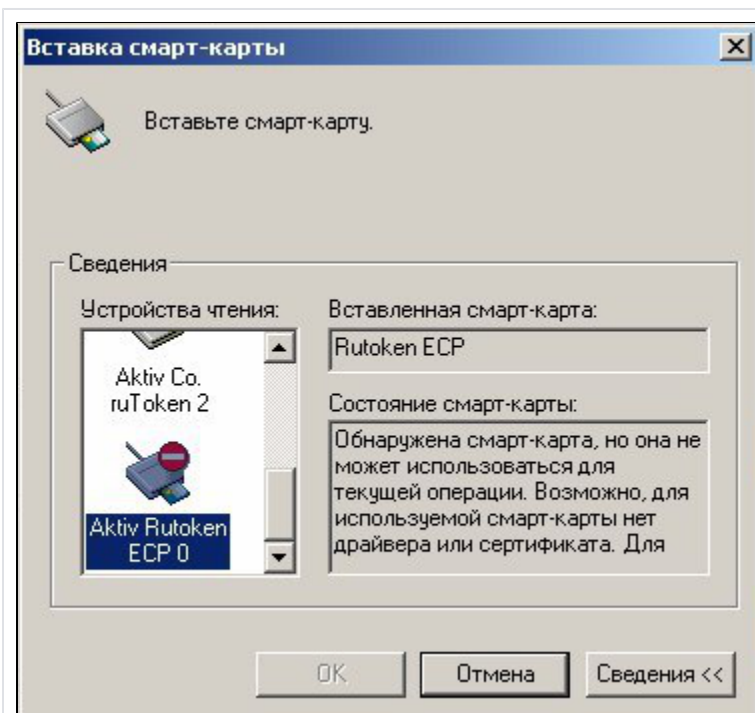 Вставка смарт-карты
Вставьте смарт-карту.
Сведения
Устройства чтения:
Aktiv Co.
ruToken 2
Aktiv Rutoken
ECP 0
Вставленная смарт-карта:
Rutoken ECP
Состояние смарт-карты:
Обнаружена смарт-карта, но она не
может использоваться для
текущей операции. Возможно, для
используемой смарт-карты нет
драйвера или сертификата. Для
OK
Отмена
Сведения <<